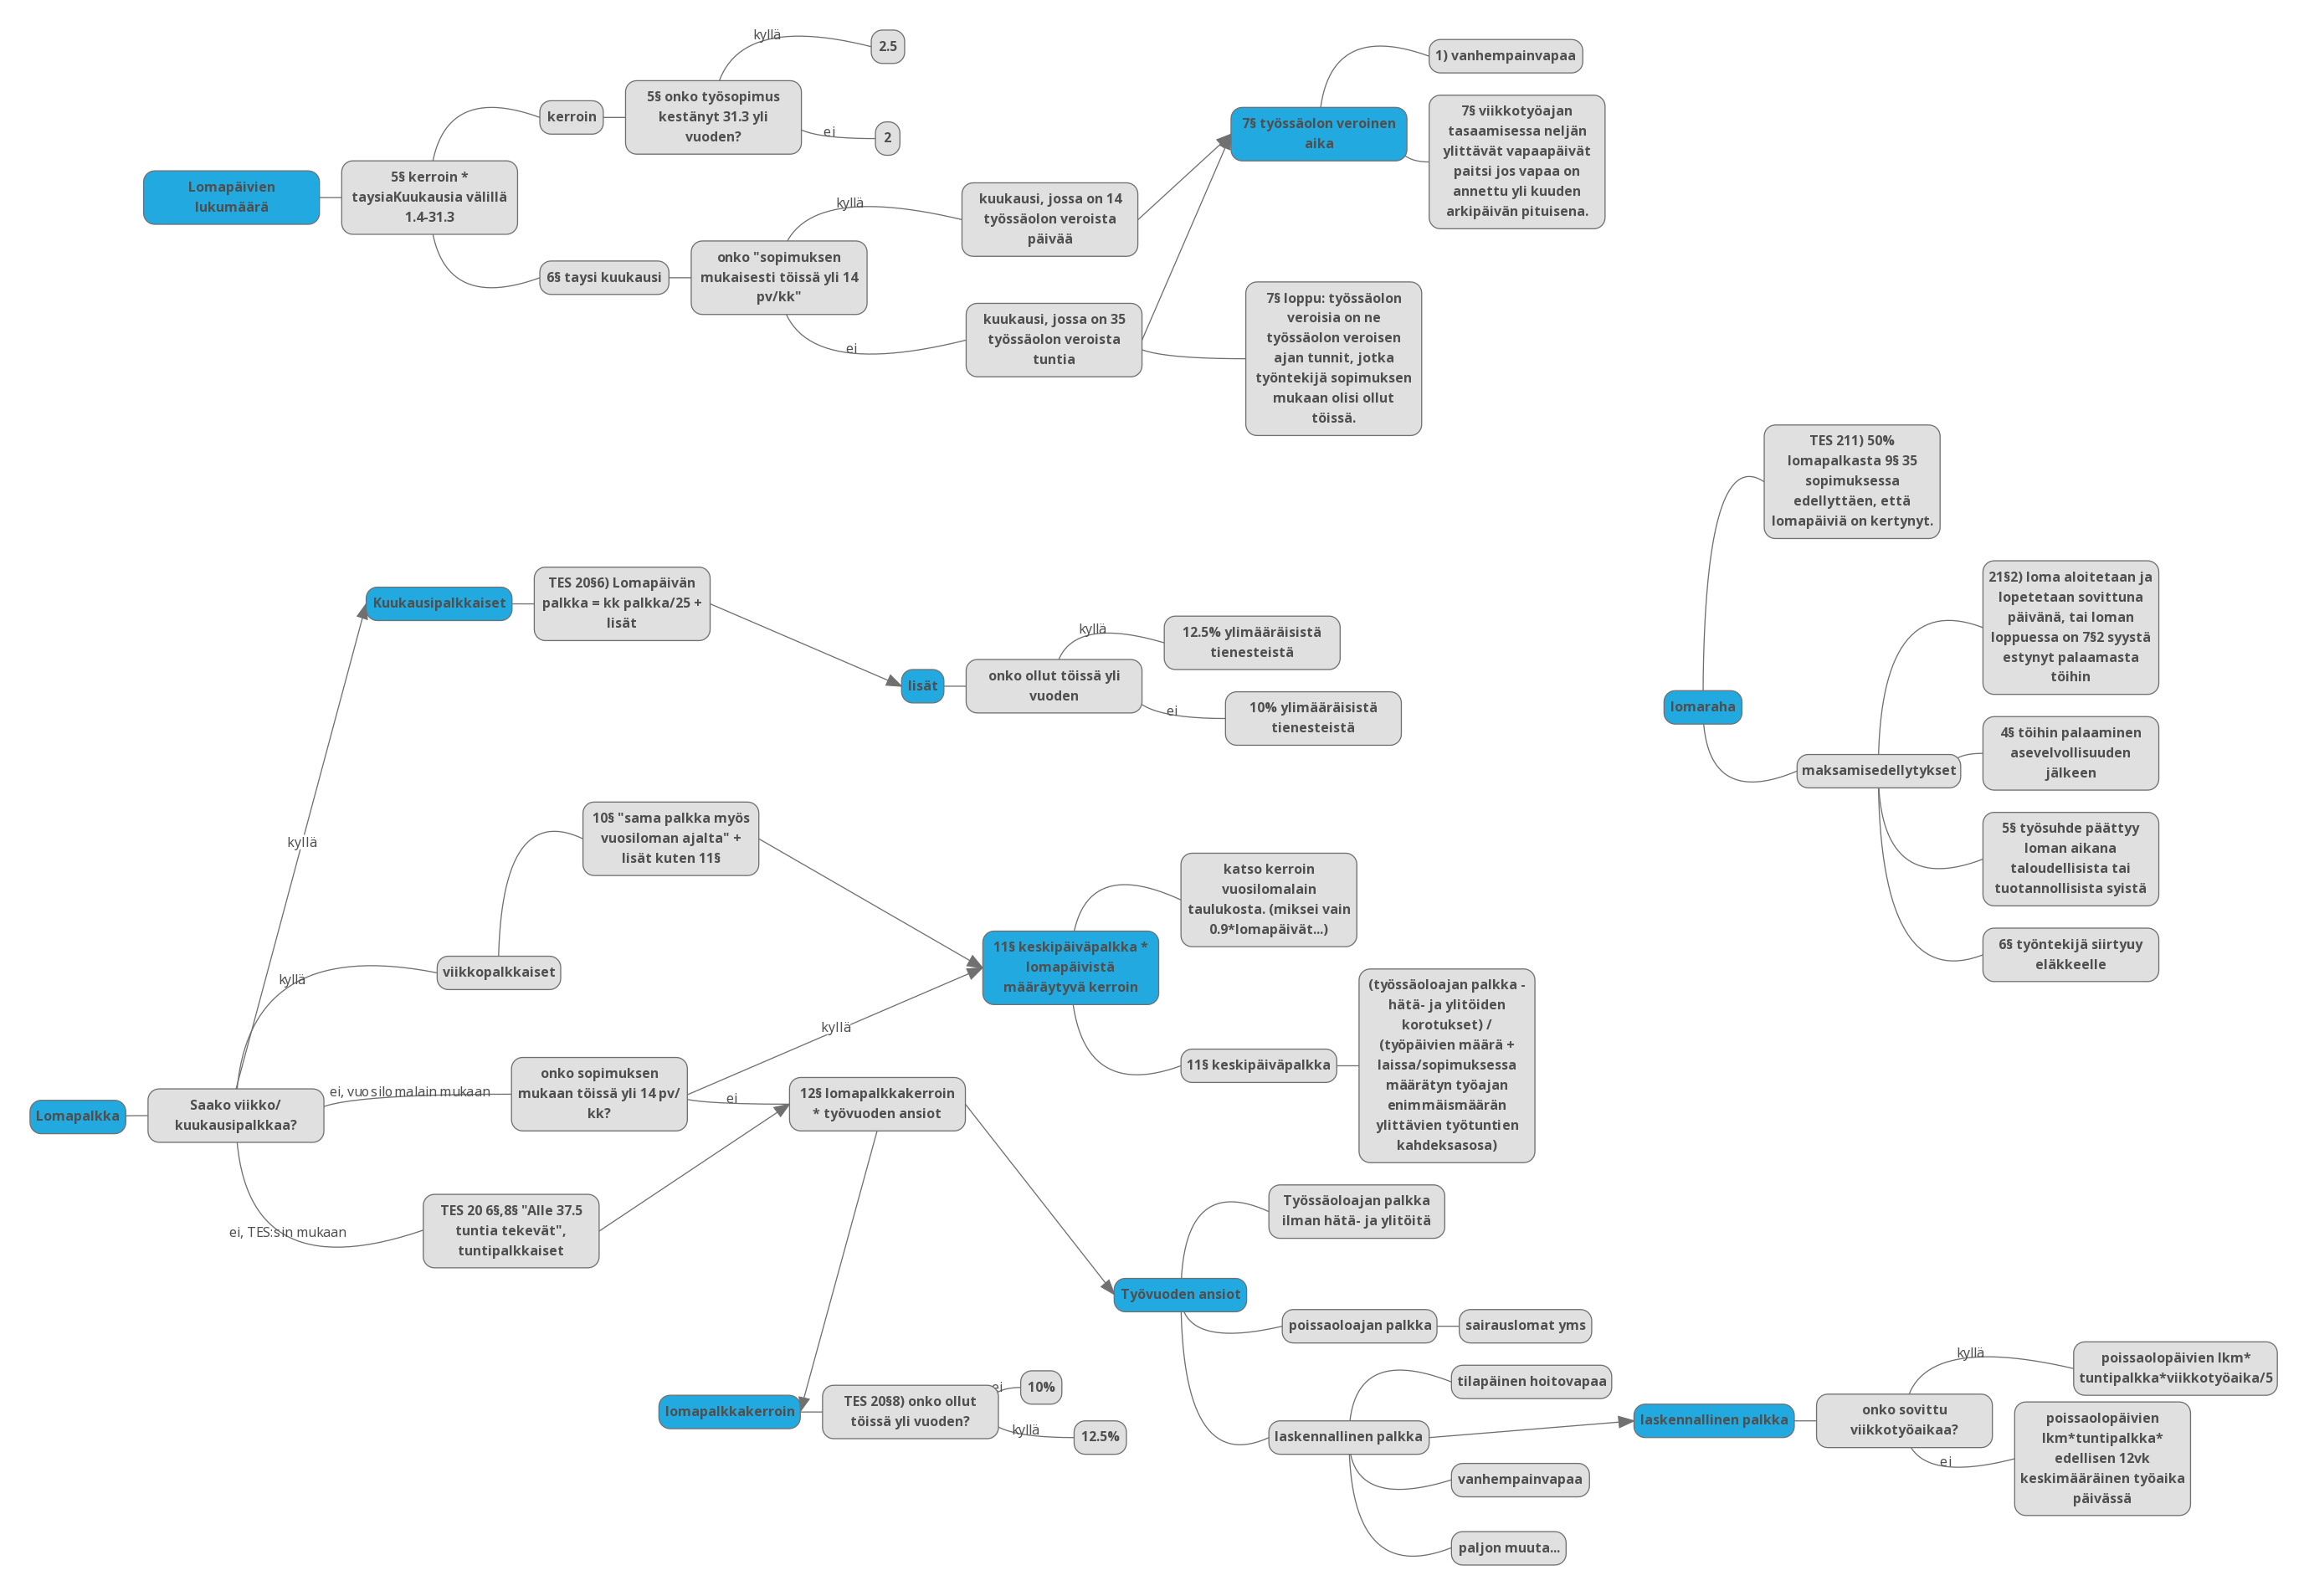 Lomapäivien
lukumäärä
5§ kerroin *
taysiaKuukausia välillä
1.4-31.3
kerroin
5§ onko työsopimus
kestänyt 31.3 yli
vuoden?
kyllä
2.5
ei
2
6§ taysi kuukausi
onko "sopimuksen
mukaisesti töissä yli 14
pv/kk"
kyllä
kuukausi, jossa on 14
työssäolon veroista
päivää
ei
kuukausi, jossa on 35
työssäolon veroista
tuntia
7§ työssäolon veroinen
aika
1) vanhempainvapaa
7§ viikkotyöajan
tasaamisessa neljän
ylittävät vapaapäivät
paitsi jos vapaa on
annettu yli kuuden
arkipäivän pituisena.
7§ loppu: työssäolon
veroisia on ne
työssäolon veroisen
ajan tunnit, jotka
työntekijä sopimuksen
mukaan olisi ollut
töissä.
lomaraha
TES 211) 50%
lomapalkasta 9§ 35
sopimuksessa
edellyttäen, että
lomapäiviä on kertynyt.
maksamisedellytykset
21§2) loma aloitetaan ja
lopetetaan sovittuna
päivänä, tai loman
loppuessa on 7§2 syystä
estynyt palaamasta
töihin
4§ töihin palaaminen
asevelvollisuuden
jälkeen
5§ työsuhde päättyy
loman aikana
taloudellisista tai
tuotannollisista syistä
6§ työntekijä siirtyuy
eläkkeelle
Lomapalkka
Saako viikko/
kuukausipalkkaa?
kyllä
Kuukausipalkkaiset
TES 20§6) Lomapäivän
palkka = kk palkka/25 +
lisät
lisät
onko ollut töissä yli
vuoden
kyllä
12.5% ylimääräisistä
tienesteistä
ei
10% ylimääräisistä
tienesteistä
kyllä
viikkopalkkaiset
10§ "sama palkka myös
vuosiloman ajalta" +
lisät kuten 11§
11§ keskipäiväpalkka *
lomapäivistä
määräytyvä kerroin
katso kerroin
vuosilomalain
taulukosta. (miksei vain
0.9*lomapäivät...)
11§ keskipäiväpalkka
(työssäoloajan palkka -
hätä- ja ylitöiden
korotukset) /
(työpäivien määrä +
laissa/sopimuksessa
määrätyn työajan
enimmäismäärän
ylittävien työtuntien
kahdeksasosa)
ei, vuosilomalain mukaan
onko sopimuksen
mukaan töissä yli 14 pv/
kk?
kyllä
ei
12§ lomapalkkakerroin
* työvuoden ansiot
ei, TES:sin mukaan
TES 20 6§,8§ "Alle 37.5
tuntia tekevät",
tuntipalkkaiset
lomapalkkakerroin
TES 20§8) onko ollut
töissä yli vuoden?
ei
10%
kyllä
12.5%
Työvuoden ansiot
Työssäoloajan palkka
ilman hätä- ja ylitöitä
poissaoloajan palkka
sairauslomat yms
laskennallinen palkka
tilapäinen hoitovapaa
vanhempainvapaa
paljon muuta...
laskennallinen palkka
onko sovittu
viikkotyöaikaa?
kyllä
poissaolopäivien lkm*
tuntipalkka*viikkotyöaika/5
ei
poissaolopäivien
lkm*tuntipalkka*
edellisen 12vk
keskimääräinen työaika
päivässä